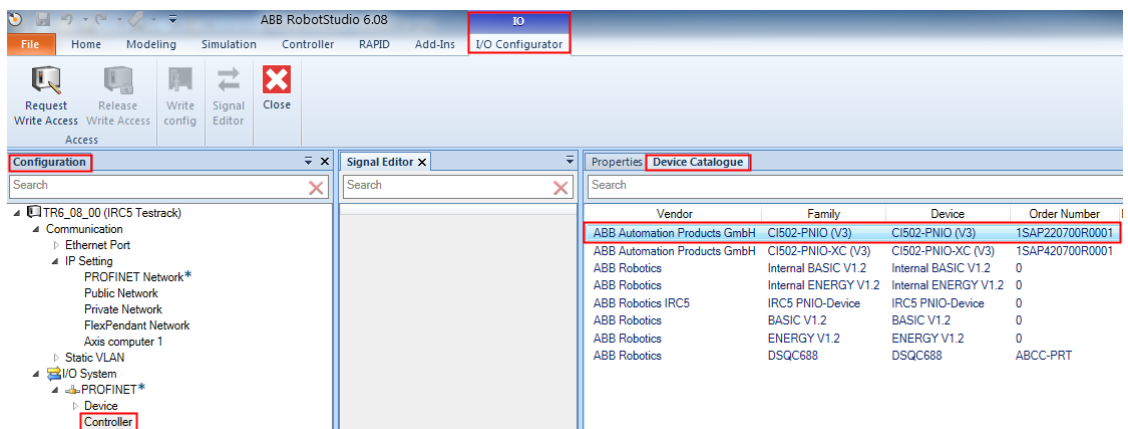 ABB RobotStudio 6.08
IO
File Home Modeling Simulation Controller RAPID Add-Ins I/O Configurator
Request Write Access
Release Write Access
Write config
Signal Editor
Close
Access
Configuration
Search
TR6_08_00 (IRC5 Testrack)
Communication
Ethernet Port
IP Setting
PROFINET Network*
Public Network
Private Network
FlexPendant Network
Axis computer 1
Static VLAN
I/O System
PROFINET*
Device
Controller
Signal Editor X
Search
Properties Device Catalogue
Search
Vendor Family Device Order Number
ABB Automation Products GmbH CI502-PNIO (V3) CI502-PNIO (V3) 1SAP220700R0001
ABB Automation Products GmbH CI502-PNIO-XC (V3) CI502-PNIO-XC (V3) 1SAP420700R0001
ABB Robotics Internal BASIC V1.2 Internal BASIC V1.2 0
ABB Robotics Internal ENERGY V1.2 Internal ENERGY V1.2 0
ABB Robotics IRC5 IRC5 PNIO-Device IRC5 PNIO-Device 0
ABB Robotics BASIC V1.2 BASIC V1.2 0
ABB Robotics ENERGY V1.2 ENERGY V1.2 0
ABB Robotics DSQC688 DSQC688 ABCC-PRT